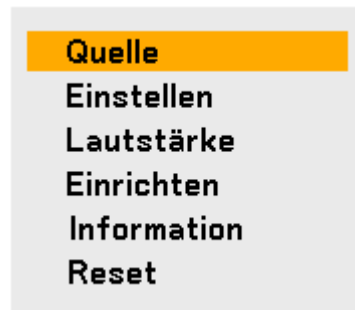 Quelle
Einstellen
Lautstärke
Einrichten
Information
Reset